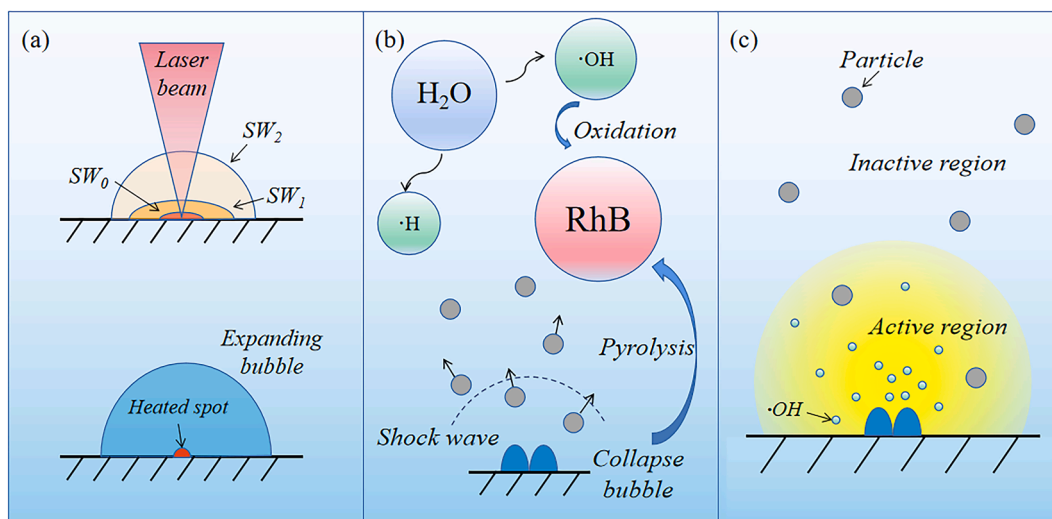 (a)
Laser
beam
SW₂
SW₀
SW₁
Expanding
bubble
Heated spot
(b)
H₂O
·OH
Oxidation
·H
RhB
Pyrolysis
Shock wave
Collapse
bubble
(c)
Particle
Inactive region
Active region
·OH